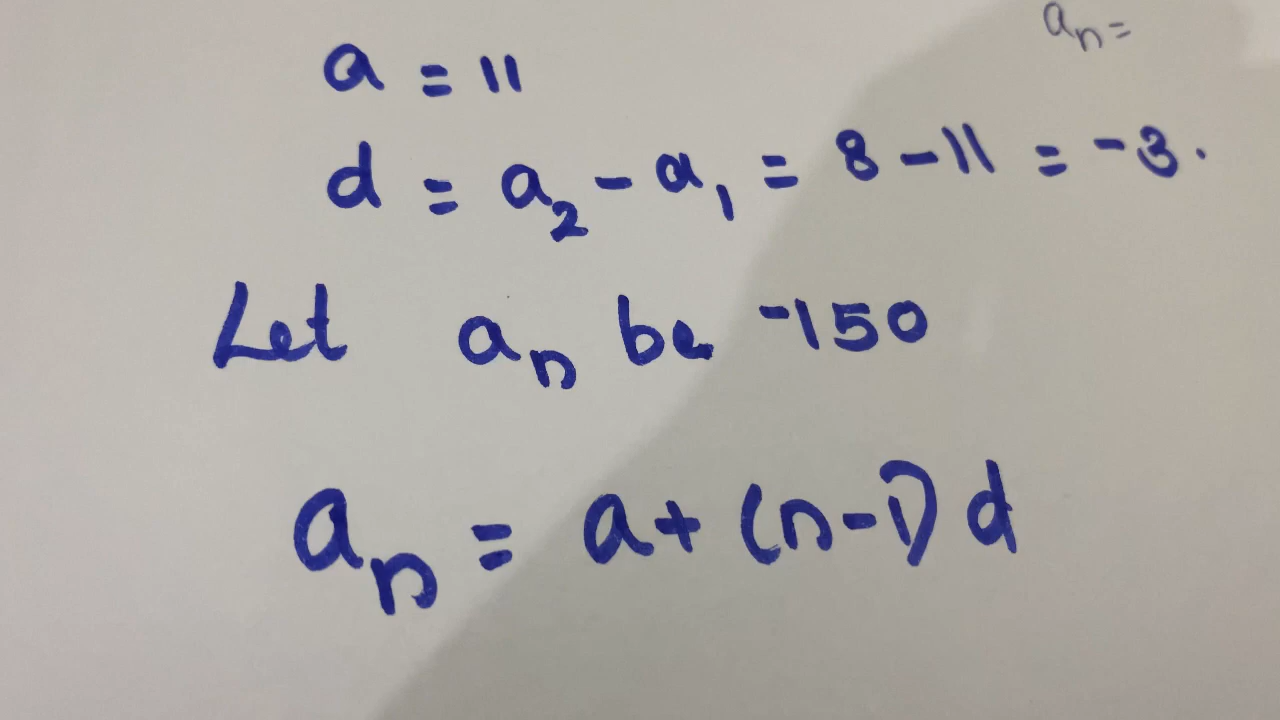 aₙ =
a = 11
d = a₂ - a₁ = 8 - 11 = -3.
Let aₙ be -150
aₙ = a + (n-1) d